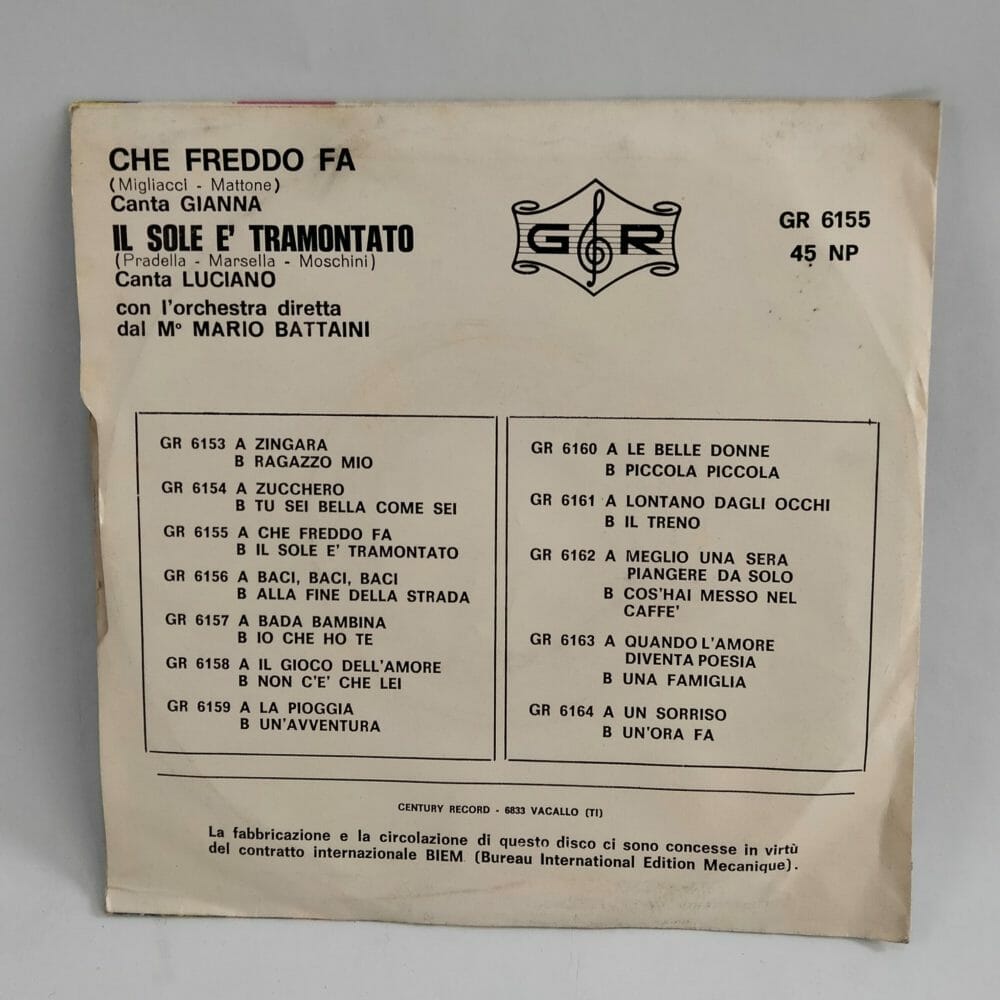 CHE FREDDO FA
(Migliacci - Mattone)
Canta GIANNA
IL SOLE E' TRAMONTATO
(Pradella - Marsella - Moschini)
Canta LUCIANO
con l'orchestra diretta
dal Mº MARIO BATTAINI
G R
GR 6155
45 NP
GR 6153 A ZINGARA
B RAGAZZO MIO
GR 6154 A ZUCCHERO
B TU SEI BELLA COME SEI
GR 6155 A CHE FREDDO FA
B IL SOLE E' TRAMONTATO
GR 6156 A BACI, BACI, BACI
B ALLA FINE DELLA STRADA
GR 6157 A BADA BAMBINA
B IO CHE HO TE
GR 6158 A IL GIOCO DELL'AMORE
B NON C'E' CHE LEI
GR 6159 A LA PIOGGIA
B UN'AVVENTURA
GR 6160 A LE BELLE DONNE
B PICCOLA PICCOLA
GR 6161 A LONTANO DAGLI OCCHI
B IL TRENO
GR 6162 A MEGLIO UNA SERA
PIANGERE DA SOLO
B COS'HAI MESSO NEL
CAFFE'
GR 6163 A QUANDO L'AMORE
DIVENTA POESIA
B UNA FAMIGLIA
GR 6164 A UN SORRISO
B UN'ORA FA
CENTURY RECORD - 6833 VACALLO (TI)
La fabbricazione e la circolazione di questo disco ci sono concesse in virtù
del contratto internazionale BIEM (Bureau International Edition Mecanique).